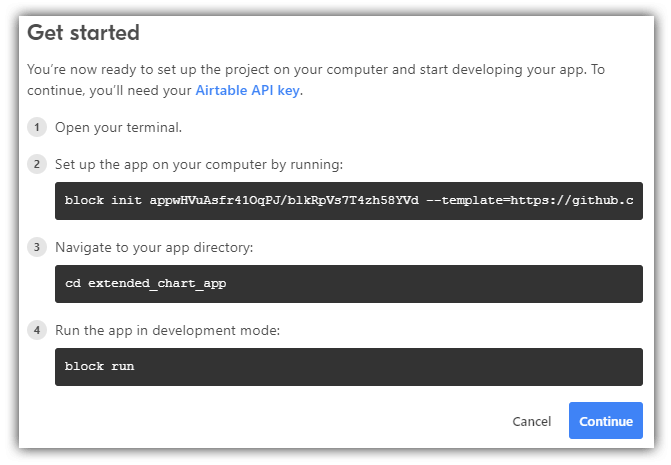 Get started
You’re now ready to set up the project on your computer and start developing your app. To
continue, you’ll need your Airtable API key.
1 Open your terminal.
2 Set up the app on your computer by running:
block init appwHVuAsfr41OqPJ/blkRpVs7T4zh58YVd --template=https://github.c
3 Navigate to your app directory:
cd extended_chart_app
4 Run the app in development mode:
block run
Cancel Continue